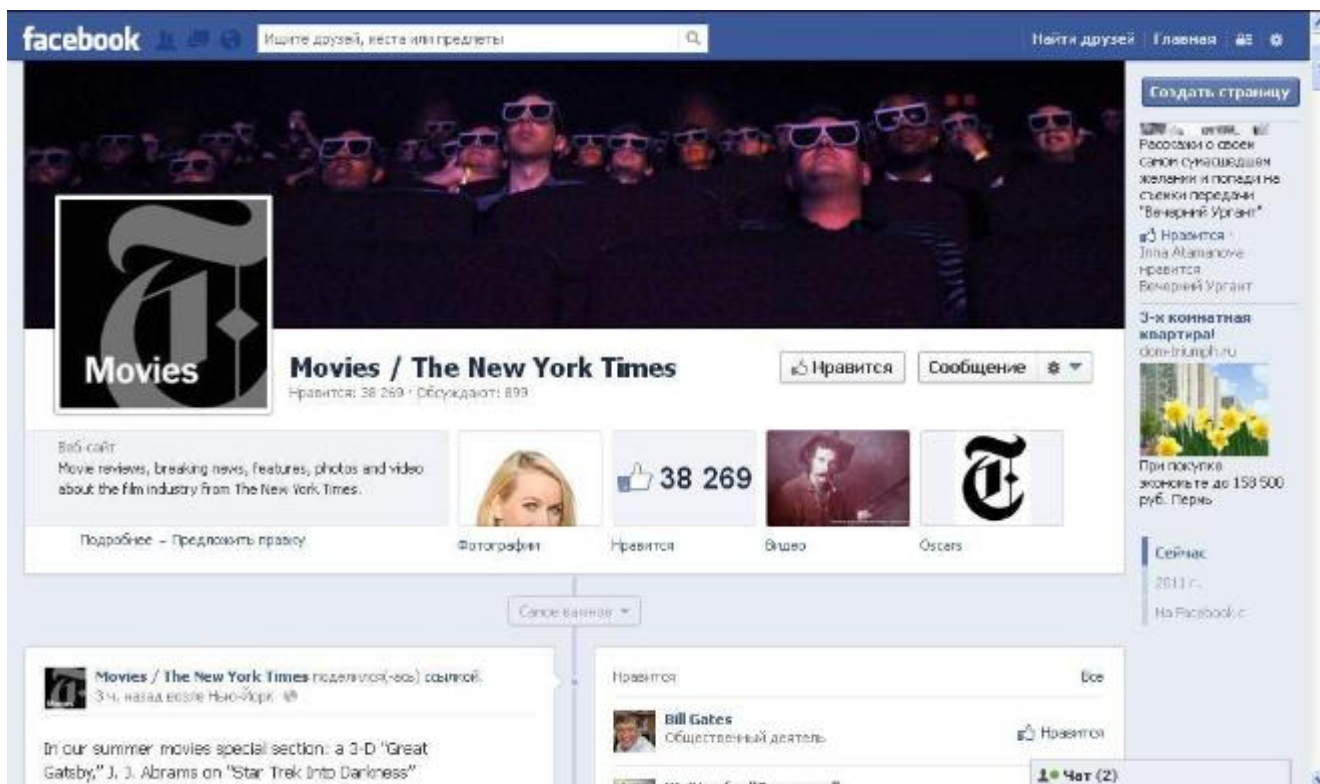 facebook
Ищите друзей, места или предметы
Найти друзей Главная
Создать страницу
Расскажи о своем
самом сумасшедшем
желании и попади на
съемки передачи
"Вечерний Ургант"
Нравится ·
Inna Atamanova
нравится
Вечерний Ургант
3-х комнатная
квартира!
dom-triumph.ru
При покупке
экономьте до 158 500
руб. Пермь
Сейчас
2011 г.
На Facebook с
Movies
Movies / The New York Times
Нравится: 38 269 · Обсуждают: 899
Нравится
Сообщение
Веб-сайт
Movie reviews, breaking news, features, photos and video
about the film industry from The New York Times.
Подробнее – Предложить правку
38 269
Фотографии
Нравится
Видео
Oscars
Самое важное
Movies / The New York Times поделился(-ась) ссылкой.
3 ч. назад возле Нью-Йорк
In our summer movies special section: a 3-D "Great
Gatsby," J. J. Abrams on "Star Trek Into Darkness"
Нравится
Все
Bill Gates
Общественный деятель
Нравится
Чат (2)